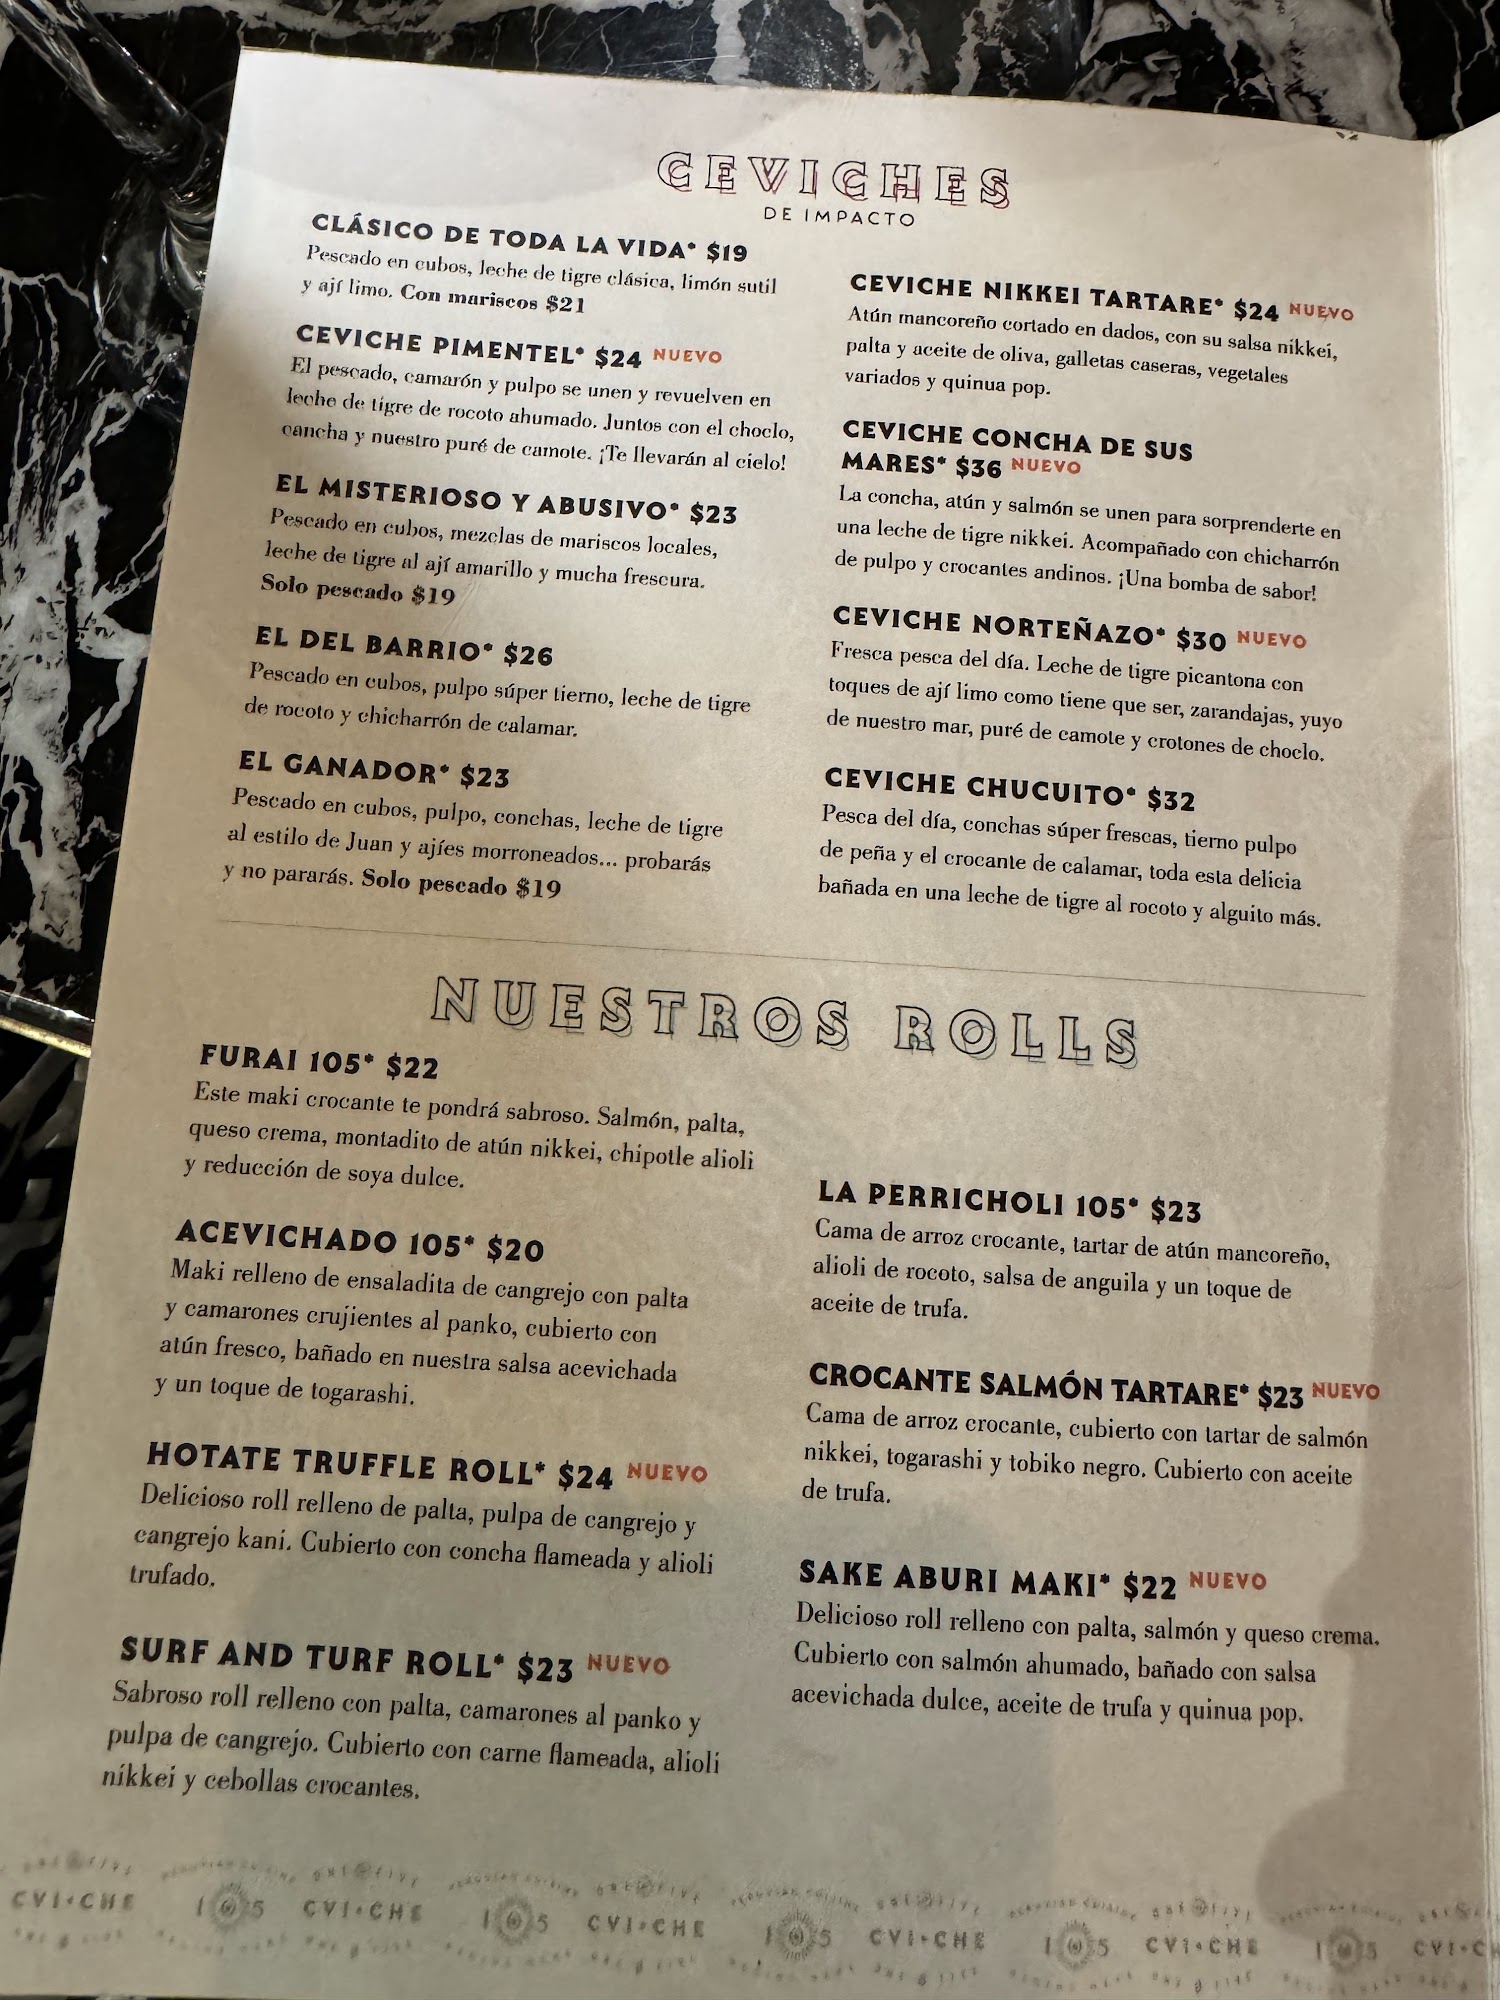 CEVICHES
DE IMPACTO
CLÁSICO DE TODA LA VIDA* $19
Pescado en cubos, leche de tigre clásica, limón sutil
y ají limo. Con mariscos $21
CEVICHE PIMENTEL* $24 NUEVO
El pescado, camarón y pulpo se unen y revuelven en
leche de tigre de rocoto ahumado. Juntos con el choclo,
cancha y nuestro puré de camote. ¡Te llevarán al cielo!
EL MISTERIOSO Y ABUSIVO* $23
Pescado en cubos, mezclas de mariscos locales,
leche de tigre al ají amarillo y mucha frescura.
Solo pescado $19
EL DEL BARRIO* $26
Pescado en cubos, pulpo súper tierno, leche de tigre
de rocoto y chicharrón de calamar.
EL GANADOR* $23
Pescado en cubos, pulpo, conchas, leche de tigre
al estilo de Juan y ajíes morroneados... probarás
y no pararás. Solo pescado $19
CEVICHE NIKKEI TARTARE* $24 NUEVO
Atún mancoreño cortado en dados, con su salsa nikkei,
palta y aceite de oliva, galletas caseras, vegetales
variados y quinua pop.
CEVICHE CONCHA DE SUS
MARES* $36 NUEVO
La concha, atún y salmón se unen para sorprenderte en
una leche de tigre nikkei. Acompañado con chicharrón
de pulpo y crocantes andinos. ¡Una bomba de sabor!
CEVICHE NORTEÑAZO* $30 NUEVO
Fresca pesca del día. Leche de tigre picantona con
toques de ají limo como tiene que ser, zarandajas, yuyo
de nuestro mar, puré de camote y crotones de choclo.
CEVICHE CHUCUITO* $32
Pesca del día, conchas súper frescas, tierno pulpo
de peña y el crocante de calamar, toda esta delicia
bañada en una leche de tigre al rocoto y alguito más.
NUESTROS ROLLS
FURAI 105* $22
Este maki crocante te pondrá sabroso. Salmón, palta,
queso crema, montadito de atún nikkei, chipotle alioli
y reducción de soya dulce.
ACEVICHADO 105* $20
Maki relleno de ensaladita de cangrejo con palta
y camarones crujientes al panko, cubierto con
atún fresco, bañado en nuestra salsa acevichada
y un toque de togarashi.
HOTATE TRUFFLE ROLL* $24 NUEVO
Delicioso roll relleno de palta, pulpa de cangrejo y
cangrejo kani. Cubierto con concha flameada y alioli
trufado.
SURF AND TURF ROLL* $23 NUEVO
Sabroso roll relleno con palta, camarones al panko y
pulpa de cangrejo. Cubierto con carne flameada, alioli
nikkei y cebollas crocantes.
LA PERRICHOLI 105* $23
Cama de arroz crocante, tartar de atún mancoreño,
alioli de rocoto, salsa de anguila y un toque de
aceite de trufa.
CROCANTE SALMÓN TARTARE* $23 NUEVO
Cama de arroz crocante, cubierto con tartar de salmón
nikkei, togarashi y tobiko negro. Cubierto con aceite
de trufa.
SAKE ABURI MAKI* $22 NUEVO
Delicioso roll relleno con palta, salmón y queso crema.
Cubierto con salmón ahumado, bañado con salsa
acevichada dulce, aceite de trufa y quinua pop.
CVI·CHE 105 CVI·CHE 105 CVI·CHE 105 CVI·CHE 105 CVI·CHE 105